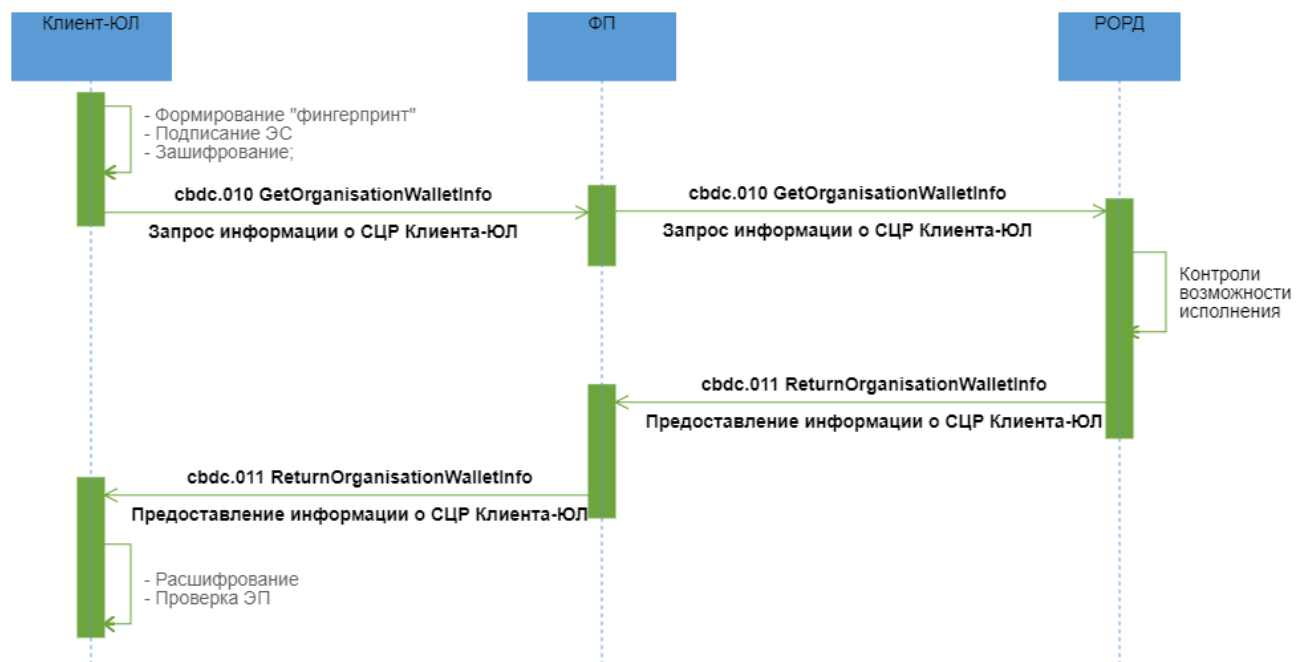 Клиент-ЮЛ
ФП
РОРД
- Формирование "фингерпринт"
- Подписание ЭС
- Зашифрование;
cbdc.010 GetOrganisationWalletInfo
Запрос информации о СЦР Клиента-ЮЛ
cbdc.010 GetOrganisationWalletInfo
Запрос информации о СЦР Клиента-ЮЛ
Контроли
возможности
исполнения
cbdc.011 ReturnOrganisationWalletInfo
Предоставление информации о СЦР Клиента-ЮЛ
cbdc.011 ReturnOrganisationWalletInfo
Предоставление информации о СЦР Клиента-ЮЛ
- Расшифрование
- Проверка ЭП